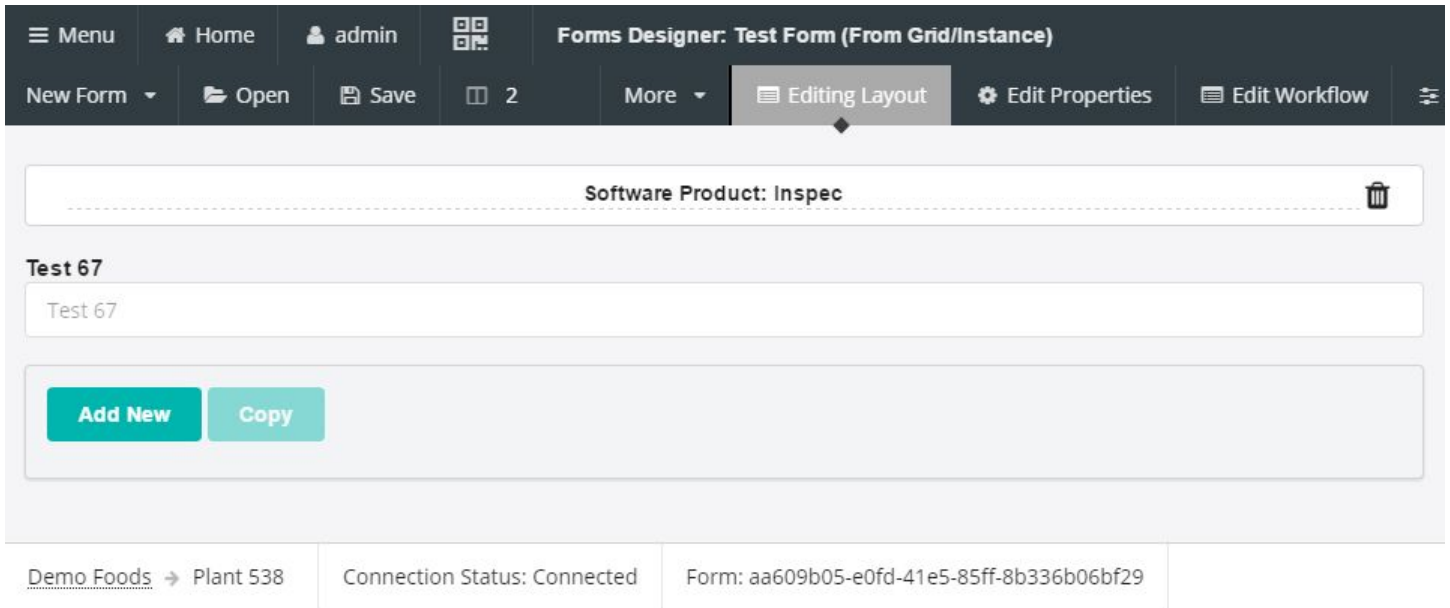 Menu Home admin Forms Designer: Test Form (From Grid/Instance)
New Form Open Save 2 More Editing Layout Edit Properties Edit Workflow
Software Product: Inspec
Test 67
Test 67
Add New Copy
Demo Foods Plant 538 Connection Status: Connected Form: aa609b05-e0fd-41e5-85ff-8b336b06bf29